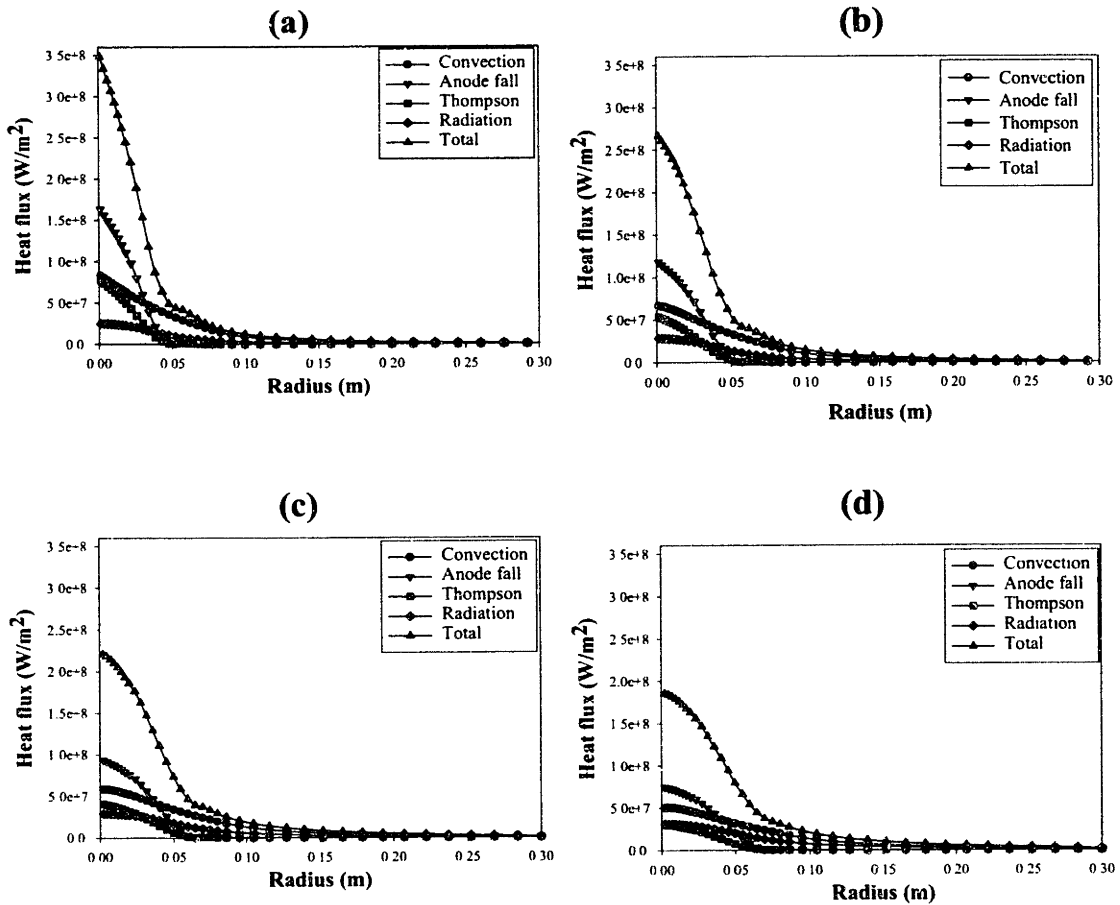 (a)
Heat flux (W/m2)
3 5e+8
3 0e+8
2 5e+8
2 0e+8
1 5e+8
1 0e+8
5 0e+7
0 0
0 00
0 05
0 10
0 15
0 20
0 25
0 30
Radius (m)
Convection
Anode fall
Thompson
Radiation
Total
(b)
Heat flux (W/m2)
3 5e+8
3 0e+8
2 5e+8
2 0e+8
1 5e+8
1 0e+8
5 0e+7
0 0
0 00
0 05
0 10
0 15
0 20
0 25
0 30
Radius (m)
Convection
Anode fall
Thompson
Radiation
Total
(c)
Heat flux (W/m2)
3 5e+8
3 0e+8
2 5e+8
2 0e+8
1 5e+8
1 0e+8
5 0e+7
0 0
0 00
0 05
0 10
0 15
0 20
0 25
0 30
Radius (m)
Convection
Anode fall
Thompson
Radiation
Total
(d)
Heat flux (W/m2)
3 5e+8
3 0e+8
2 5e+8
2 0e+8
1 5e+8
1 0e+8
5 0e+7
0 0
0 00
0 05
0 10
0 15
0 20
0 25
0 30
Radius (m)
Convection
Anode fall
Thompson
Radiation
Total